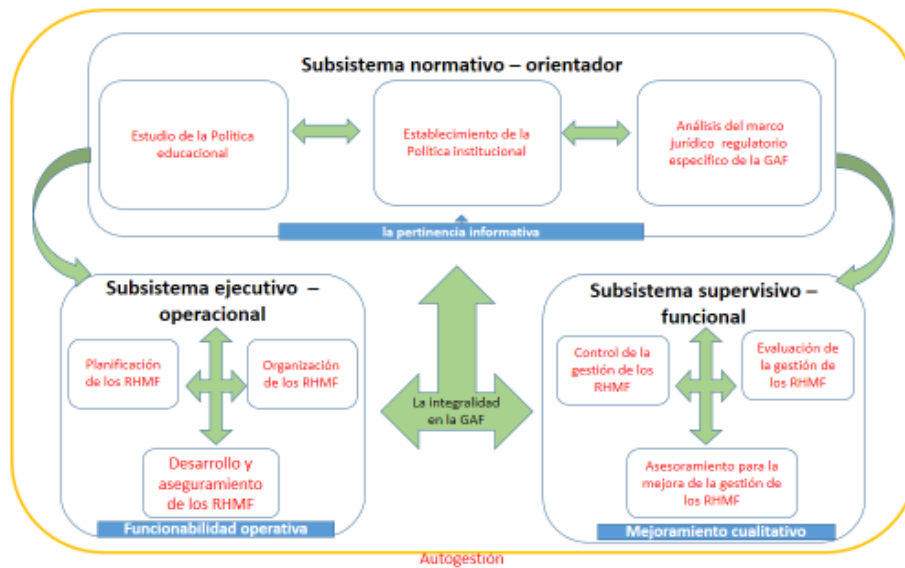 Subsistema normativo – orientador
Estudio de la Política
educacional
Establecimiento de la
Política institucional
Análisis del marco
jurídico regulatorio
específico de la GAF
la pertinencia informativa
Subsistema ejecutivo –
operacional
Planificación
de los RHMF
Organización
de los RHMF
Desarrollo y
aseguramiento
de los RHMF
Funcionabilidad operativa
La integralidad
en la GAF
Subsistema supervisivo –
funcional
Control de la
gestión de los
RHMF
Evaluación de
la gestión de
los RHMF
Asesoramiento para la
mejora de la gestión de
los RHMF
Mejoramiento cualitativo
Autogestión